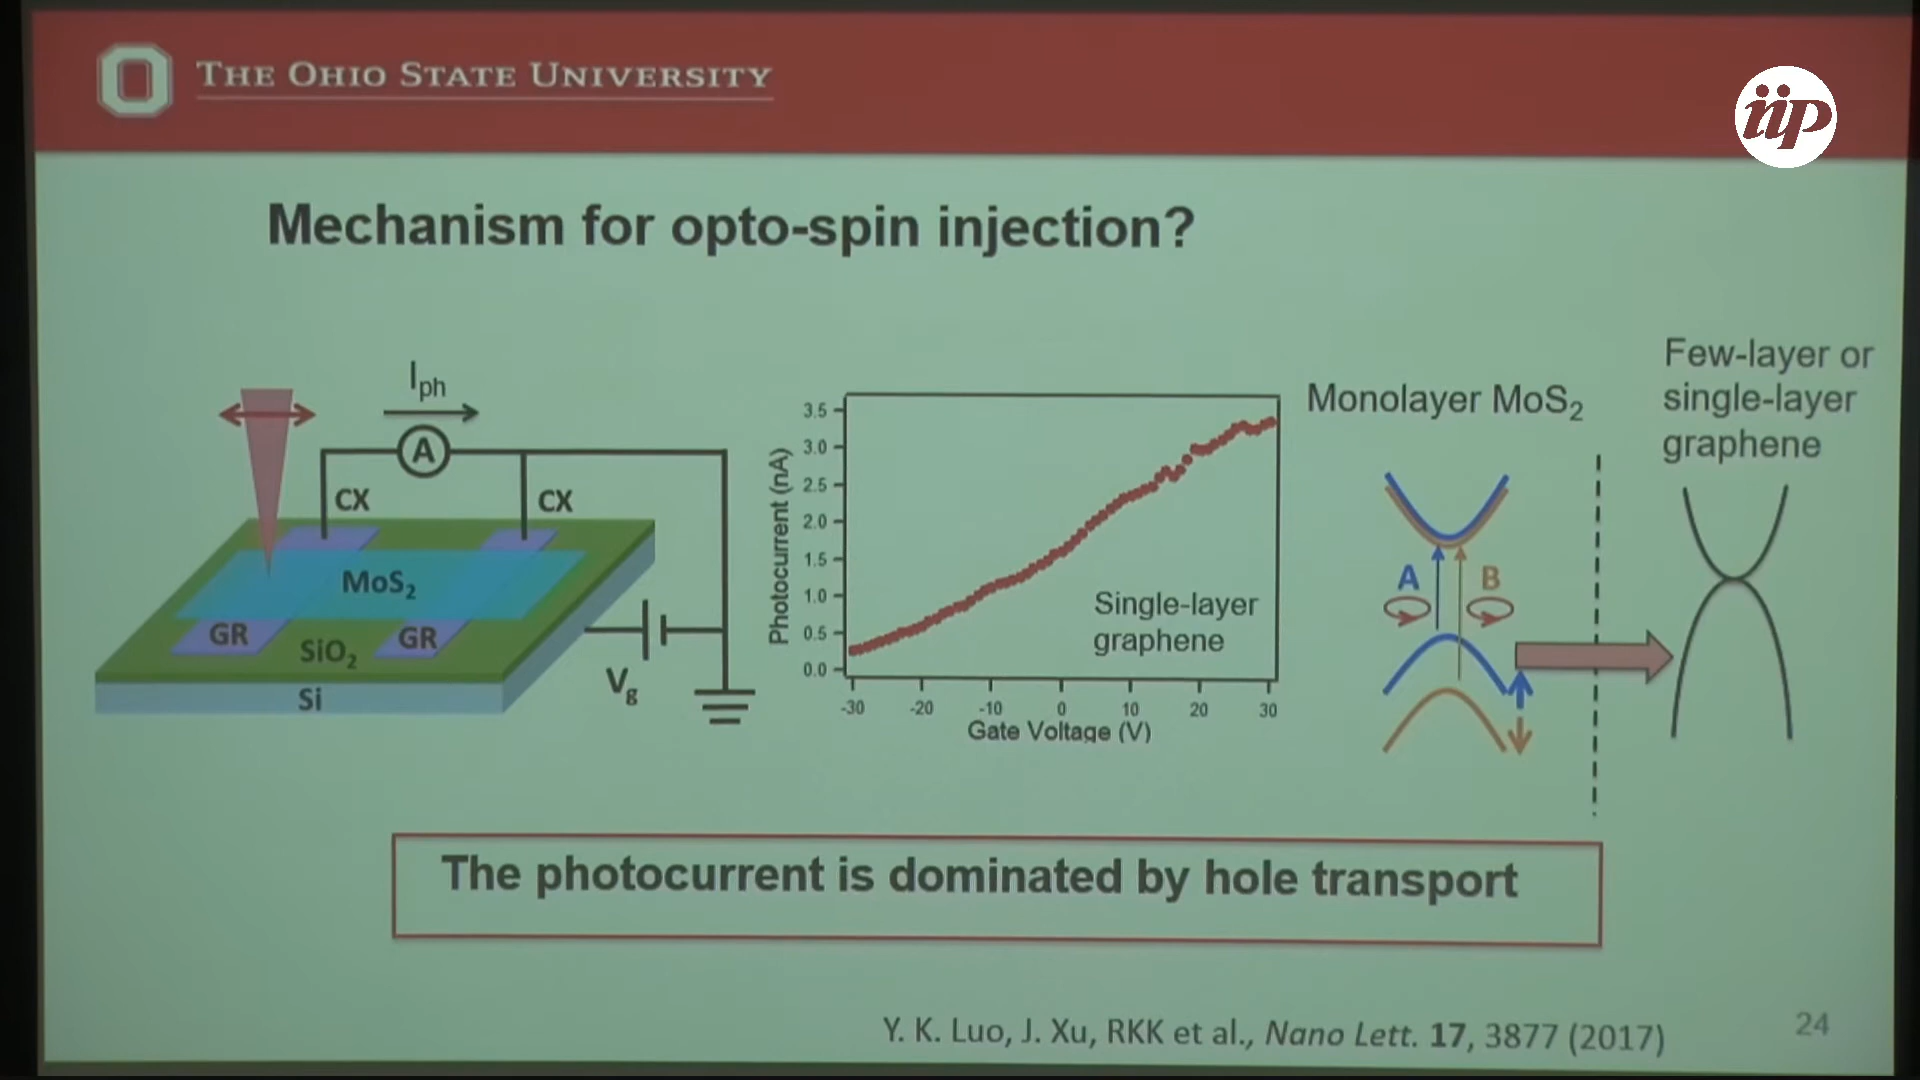 THE OHIO STATE UNIVERSITY
iip
Mechanism for opto-spin injection?
Iph
A
CX
CX
MoS2
GR
GR
SiO2
Si
Vg
Photocurrent (nA)
3.5
3.0
2.5
2.0
1.5
1.0
0.5
0.0
Single-layer
graphene
-30
-20
-10
0
10
20
30
Gate Voltage (V)
Monolayer MoS2
A
B
Few-layer or
single-layer
graphene
The photocurrent is dominated by hole transport
Y. K. Luo, J. Xu, RKK et al., Nano Lett. 17, 3877 (2017)
24